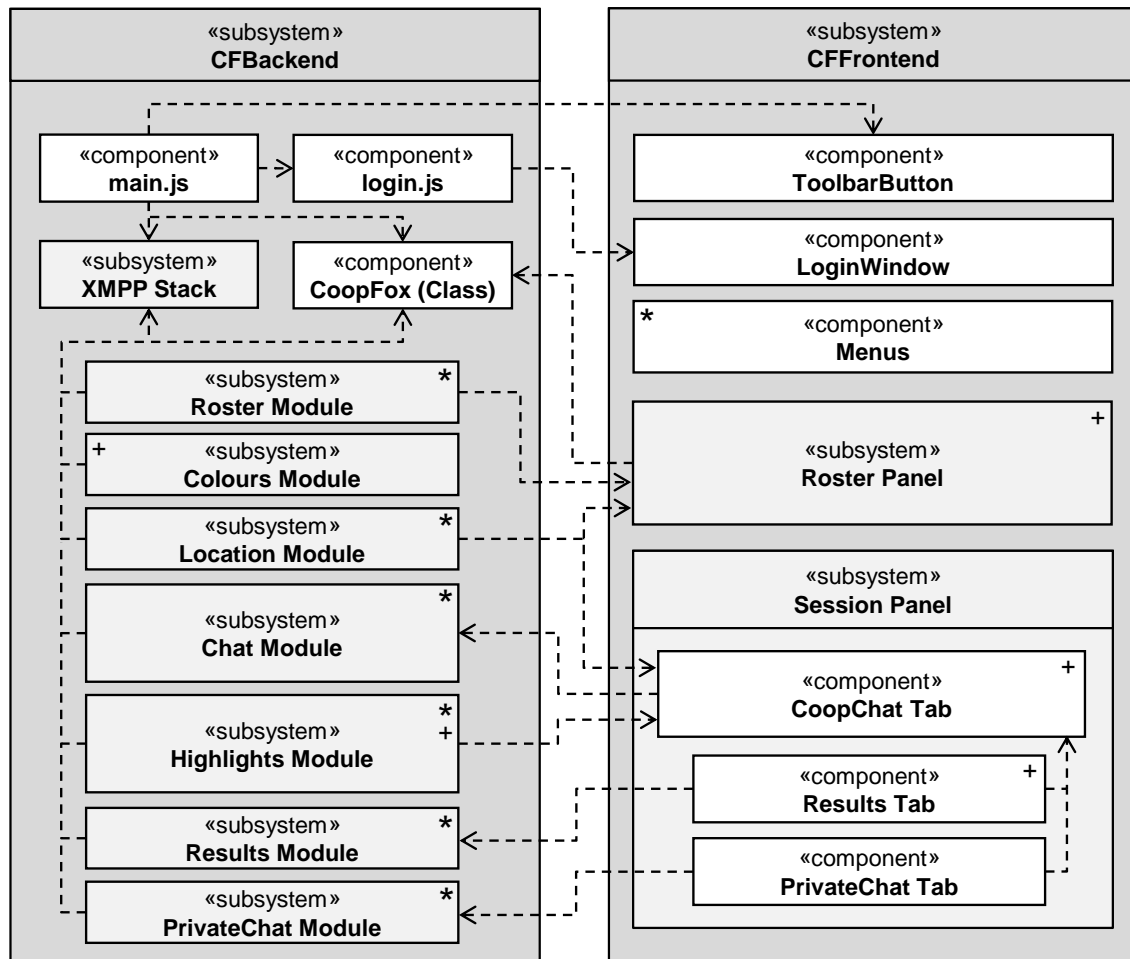 «subsystem»
CFBackend
«component»
main.js
«component»
login.js
«subsystem»
XMPP Stack
«component»
CoopFox (Class)
«subsystem»
*
Roster Module
+
«subsystem»
Colours Module
«subsystem»
*
Location Module
«subsystem»
*
Chat Module
«subsystem»
*
+
Highlights Module
«subsystem»
*
Results Module
«subsystem»
*
PrivateChat Module
«subsystem»
CFFrontend
«component»
ToolbarButton
«component»
LoginWindow
*
«component»
Menus
+
«subsystem»
Roster Panel
«subsystem»
Session Panel
«component»
+
CoopChat Tab
«component»
+
Results Tab
«component»
PrivateChat Tab